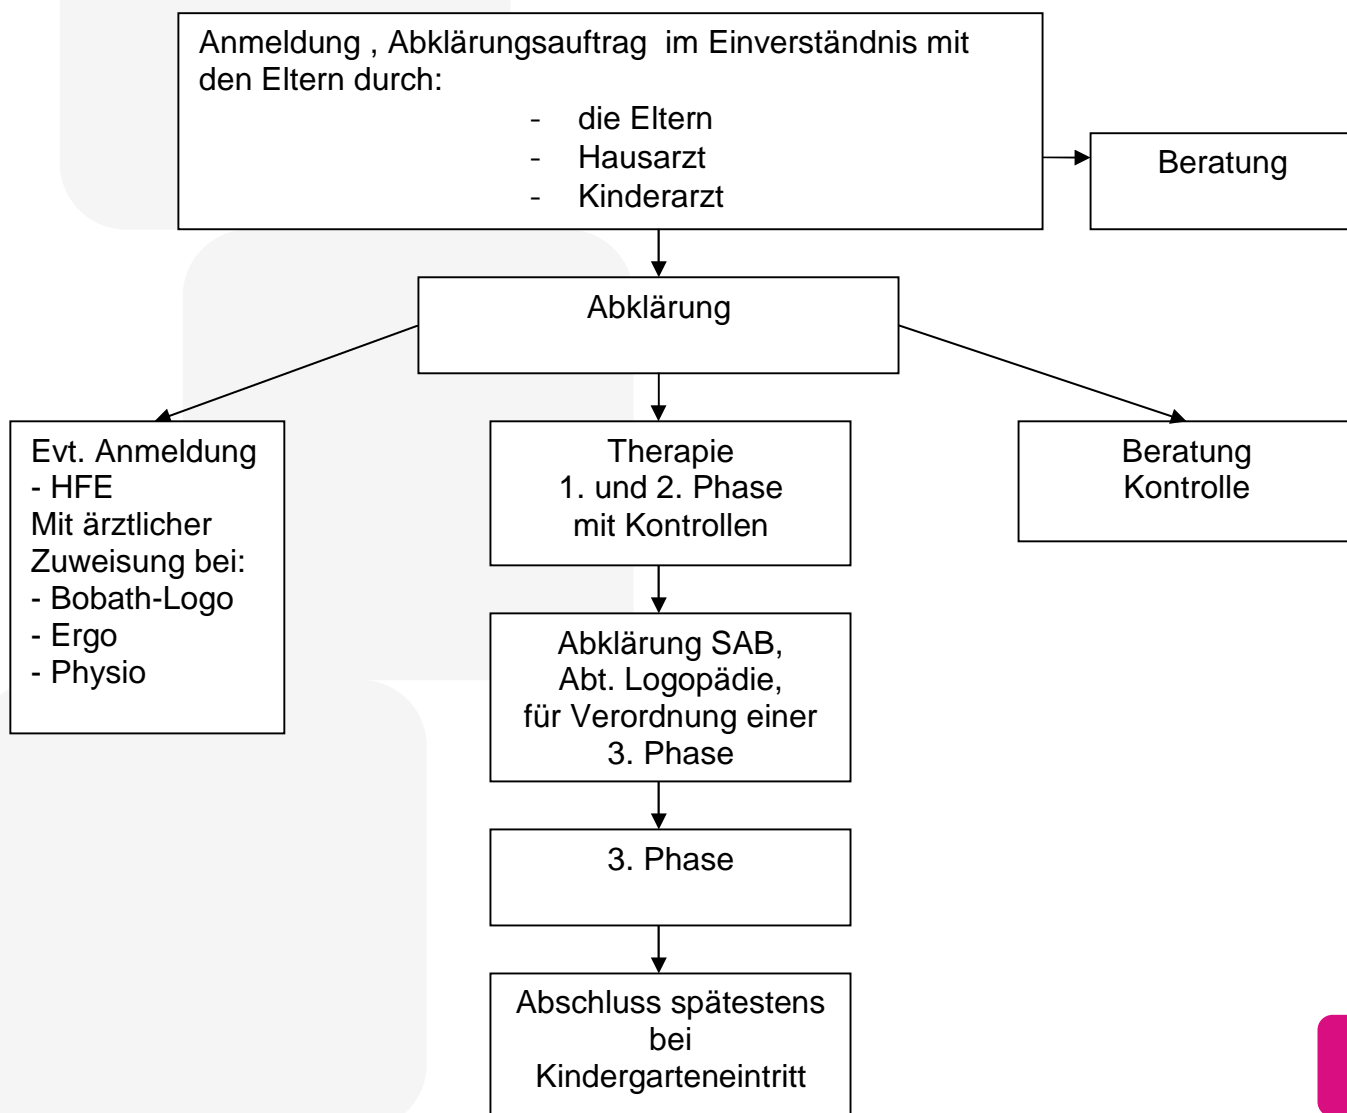 Anmeldung , Abklärungsauftrag  im Einverständnis mit
den Eltern durch:
- die Eltern
- Hausarzt
- Kinderarzt
Beratung
Abklärung
Evt. Anmeldung
- HFE
Mit ärztlicher
Zuweisung bei:
- Bobath-Logo
- Ergo
- Physio
Therapie
1. und 2. Phase
mit Kontrollen
Beratung
Kontrolle
Abklärung SAB,
Abt. Logopädie,
für Verordnung einer
3. Phase
3. Phase
Abschluss spätestens
bei
Kindergarteneintritt